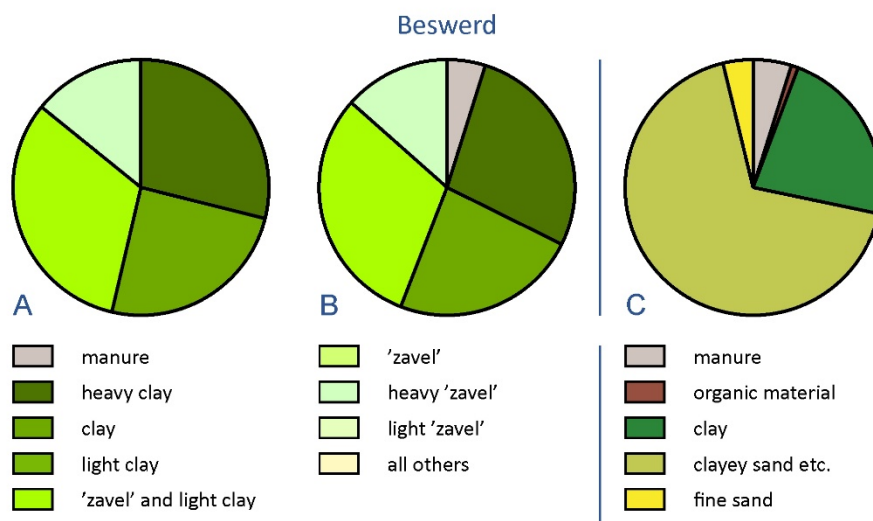 Beswerd
A
B
C
manure
heavy clay
clay
light clay
'zavel' and light clay
'zavel'
heavy 'zavel'
light 'zavel'
all others
manure
organic material
clay
clayey sand etc.
fine sand